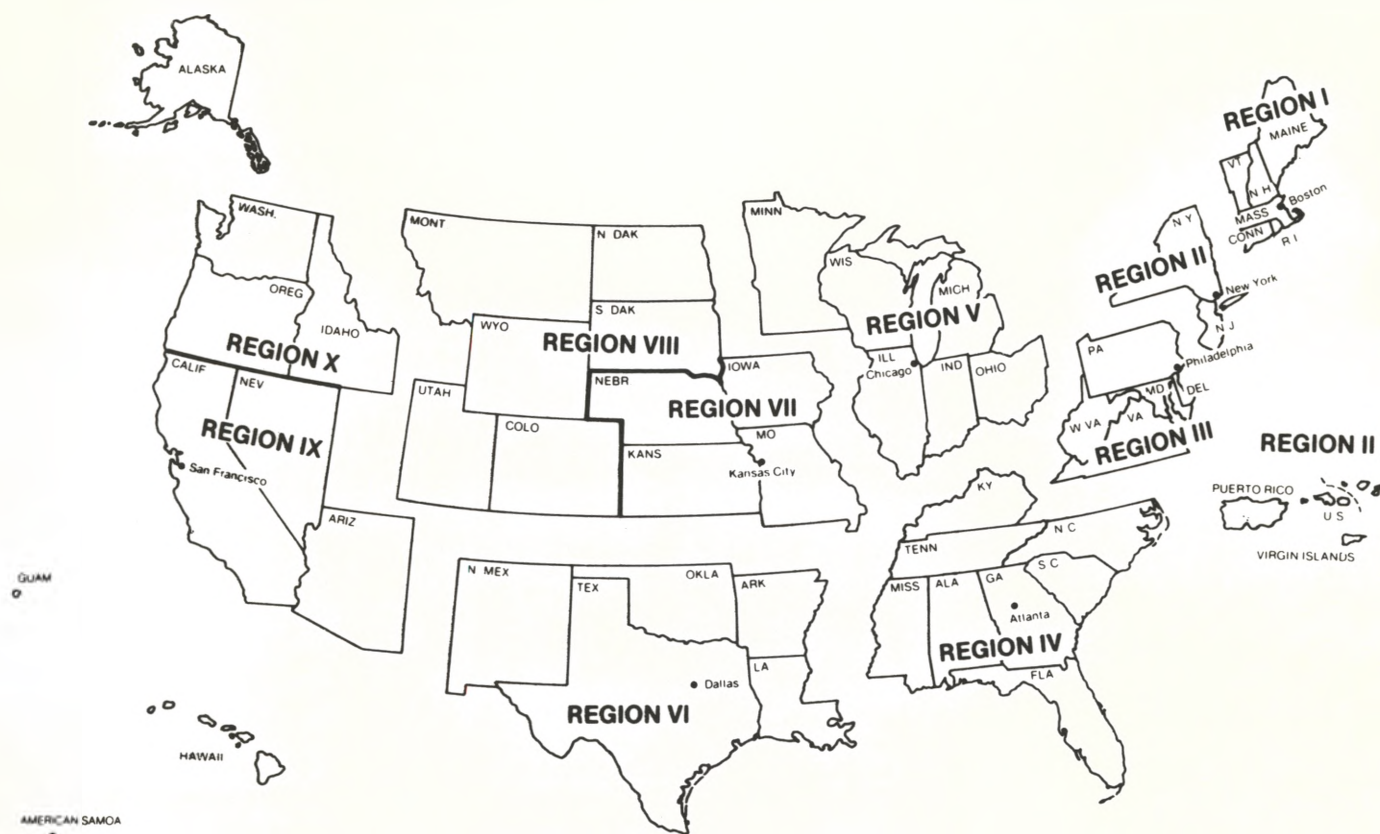 ALASKA
REGION I
MAINE
VT
N H
Boston
MASS
CONN
R I
N Y
REGION II
New York
N J
WASH.
MONT
N DAK
MINN
WIS
MICH
REGION V
OREG
IDAHO
REGION X
WYO
S DAK
REGION VIII
PA
Philadelphia
CALIF
NEV
UTAH
NEBR
IOWA
ILL
Chicago
IND
OHIO
MD
DEL
REGION VII
W VA
VA
REGION III
REGION IX
COLO
MO
REGION II
San Francisco
KANS
Kansas City
KY
PUERTO RICO
U S
VIRGIN ISLANDS
ARIZ
TENN
N C
S C
GUAM
N MEX
OKLA
TEX
ARK
MISS
ALA
GA
Atlanta
REGION IV
LA
FLA
Dallas
REGION VI
HAWAII
AMERICAN SAMOA